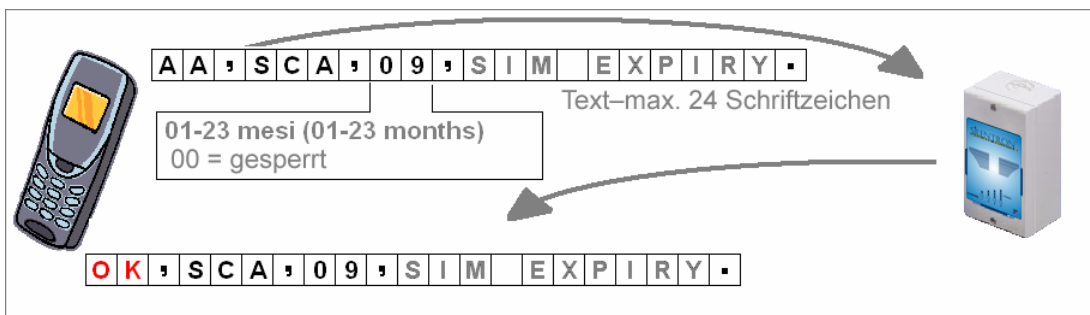 AA,SCA,09,SIM EXPIRY.
Text–max. 24 Schriftzeichen
01-23 mesi (01-23 months)
00 = gesperrt
OK,SCA,09,SIM EXPIRY.